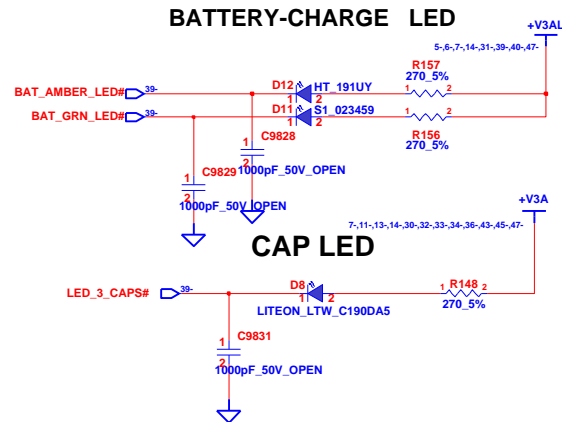 BATTERY-CHARGE LED
+V3AL
5-,6-,7-,14-,31-,39-,40-,47-
R157
270_5%
1 2
D12
HT_191UY
1 2
BAT_AMBER_LED# 39-
BAT_GRN_LED# 39-
D11
S1_023459
1 2
1 2
R156
270_5%
C9828
1
2
1000pF_50V_OPEN
C9829
1
2
1000pF_50V_OPEN
+V3A
7-,11-,13-,14-,30-,32-,33-,34-,36-,43-,45-,47-
CAP LED
LED_3_CAPS# 39-
D8
1 2
LITEON_LTW_C190DA5
R148
1 2
270_5%
C9831
1
2
1000pF_50V_OPEN